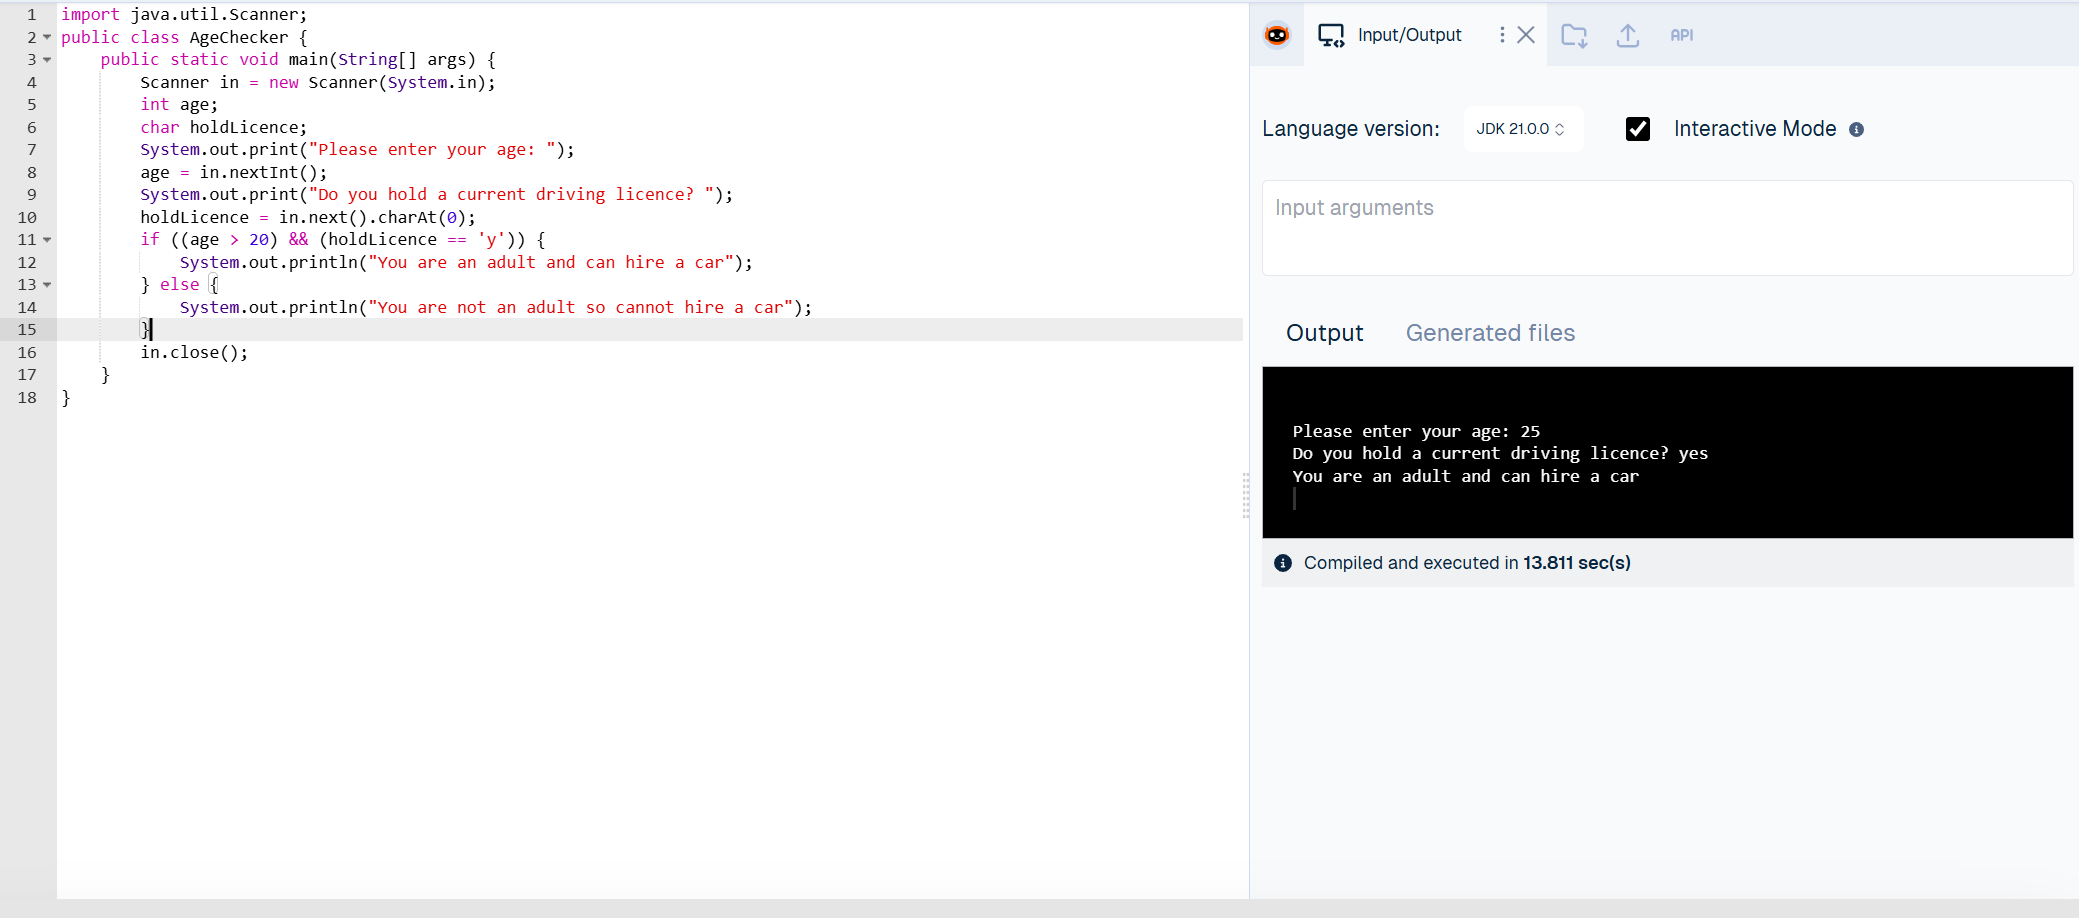 1 import java.util.Scanner;
2 public class AgeChecker {
3     public static void main(String[] args) {
4         Scanner in = new Scanner(System.in);
5         int age;
6         char holdLicence;
7         System.out.print("Please enter your age: ");
8         age = in.nextInt();
9         System.out.print("Do you hold a current driving licence? ");
10         holdLicence = in.next().charAt(0);
11         if ((age > 20) && (holdLicence == 'y')) {
12             System.out.println("You are an adult and can hire a car");
13         } else {
14             System.out.println("You are not an adult so cannot hire a car");
15         }
16         in.close();
17     }
18 }
Input/Output
API
Language version: JDK 21.0.0 Interactive Mode
Input arguments
Output Generated files
Please enter your age: 25
Do you hold a current driving licence? yes
You are an adult and can hire a car
Compiled and executed in 13.811 sec(s)